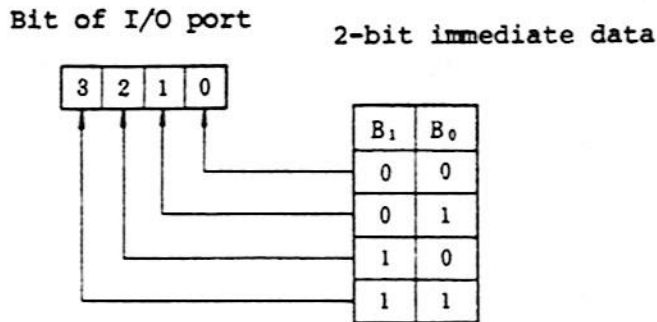 Bit of I/O port
2-bit immediate data
3 2 1 0
B₁ B₀
0 0
0 1
1 0
1 1